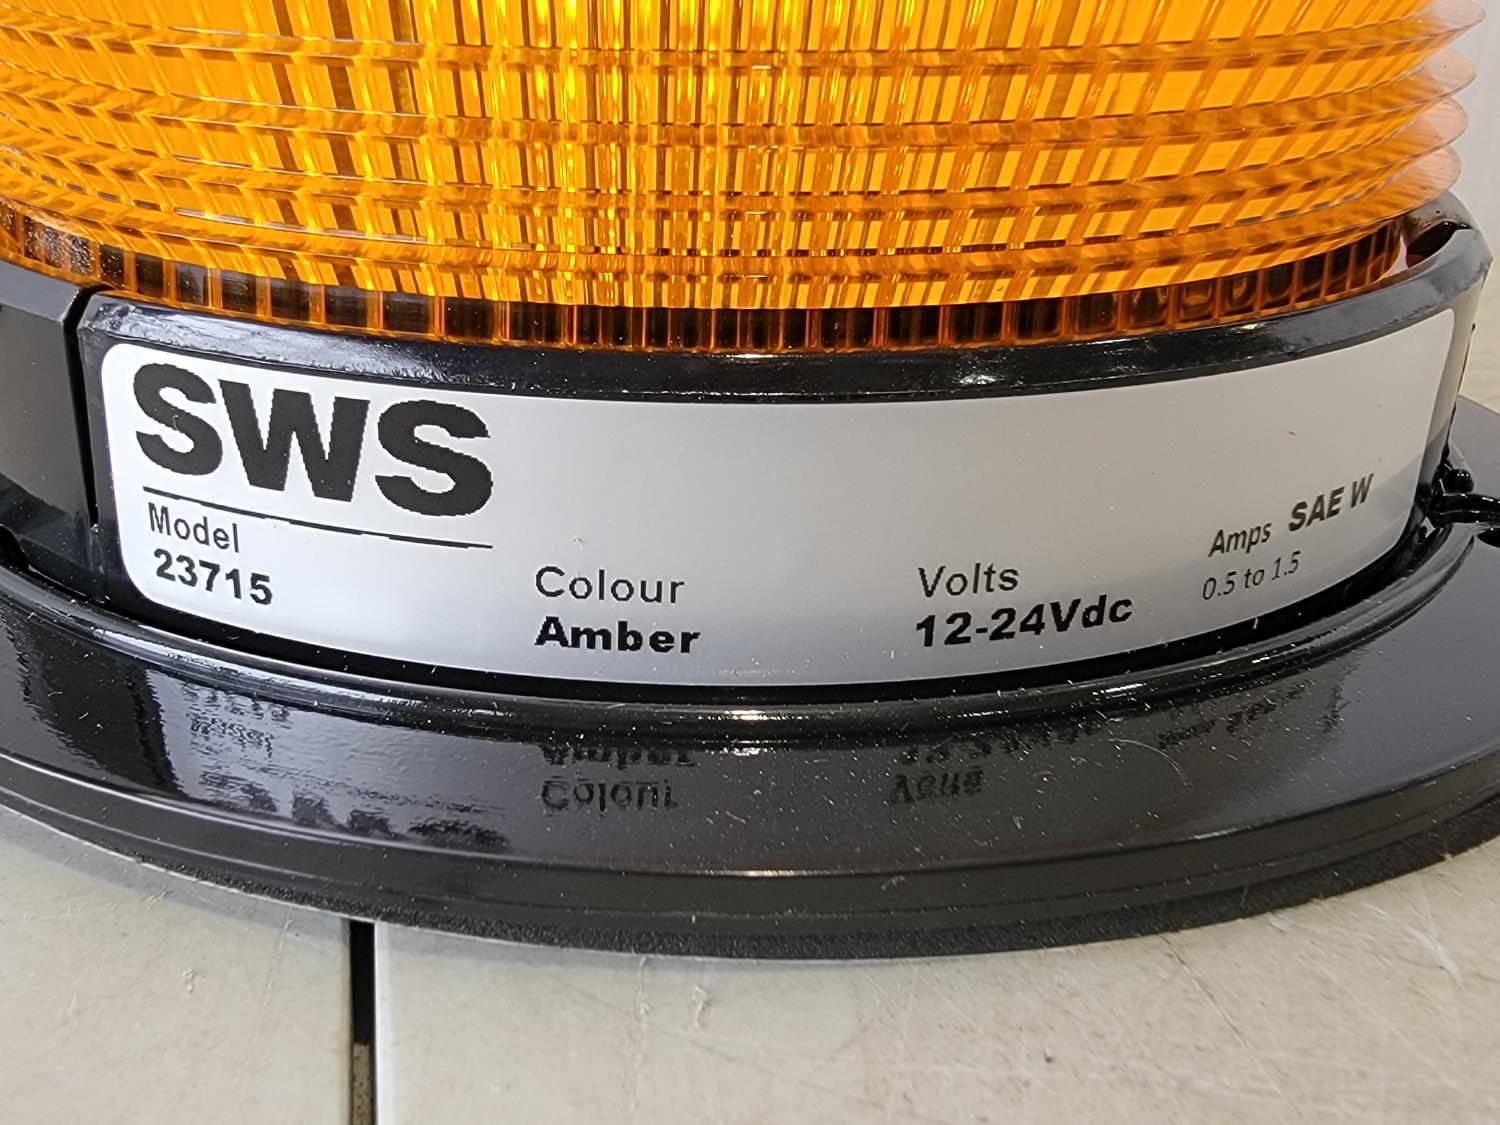 SWS
Model
23715
Colour
Amber
Volts
12-24Vdc
Amps SAE W
0.5 to 1.5